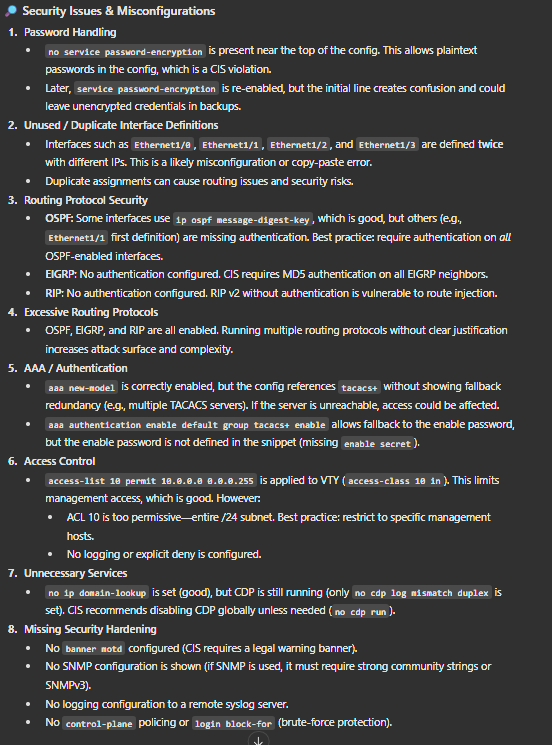 🔎 Security Issues & Misconfigurations
1. Password Handling
• no service password-encryption is present near the top of the config. This allows plaintext
passwords in the config, which is a CIS violation.
• Later, service password-encryption is re-enabled, but the initial line creates confusion and could
leave unencrypted credentials in backups.
2. Unused / Duplicate Interface Definitions
• Interfaces such as Ethernet1/0, Ethernet1/1, Ethernet1/2, and Ethernet1/3 are defined twice
with different IPs. This is a likely misconfiguration or copy-paste error.
• Duplicate assignments can cause routing issues and security risks.
3. Routing Protocol Security
• OSPF: Some interfaces use ip ospf message-digest-key, which is good, but others (e.g.,
Ethernet1/1 first definition) are missing authentication. Best practice: require authentication on all
OSPF-enabled interfaces.
• EIGRP: No authentication configured. CIS requires MD5 authentication on all EIGRP neighbors.
• RIP: No authentication configured. RIP v2 without authentication is vulnerable to route injection.
4. Excessive Routing Protocols
• OSPF, EIGRP, and RIP are all enabled. Running multiple routing protocols without clear justification
increases attack surface and complexity.
5. AAA / Authentication
• aaa new-model is correctly enabled, but the config references tacacs+ without showing fallback
redundancy (e.g., multiple TACACS servers). If the server is unreachable, access could be affected.
• aaa authentication enable default group tacacs+ enable allows fallback to the enable password,
but the enable password is not defined in the snippet (missing enable secret).
6. Access Control
• access-list 10 permit 10.0.0.0 0.0.0.255 is applied to VTY (access-class 10 in). This limits
management access, which is good. However:
• ACL 10 is too permissive—entire /24 subnet. Best practice: restrict to specific management
hosts.
• No logging or explicit deny is configured.
7. Unnecessary Services
• no ip domain-lookup is set (good), but CDP is still running (only no cdp log mismatch duplex is
set). CIS recommends disabling CDP globally unless needed (no cdp run).
8. Missing Security Hardening
• No banner motd configured (CIS requires a legal warning banner).
• No SNMP configuration is shown (if SNMP is used, it must require strong community strings or
SNMPv3).
• No logging configuration to a remote syslog server.
• No control-plane policing or login block-for (brute-force protection).